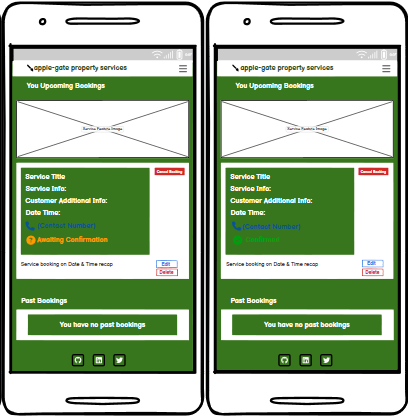 apple-gate property services
You Upcoming Bookings
Service Feature Image
Cancel Booking
Service Title
Service Info:
Customer Additional Info:
Date Time:
(Contact Number)
Awaiting Confirmation
Service booking on Date & Time recap
Edit
Delete
Past Bookings
You have no past bookings
apple-gate property services
You Upcoming Bookings
Service Feature Image
Cancel Booking
Service Title
Service Info:
Customer Additional Info:
Date Time:
(Contact Number)
Confirmed
Service booking on Date & Time recap
Edit
Delete
Past Bookings
You have no past bookings